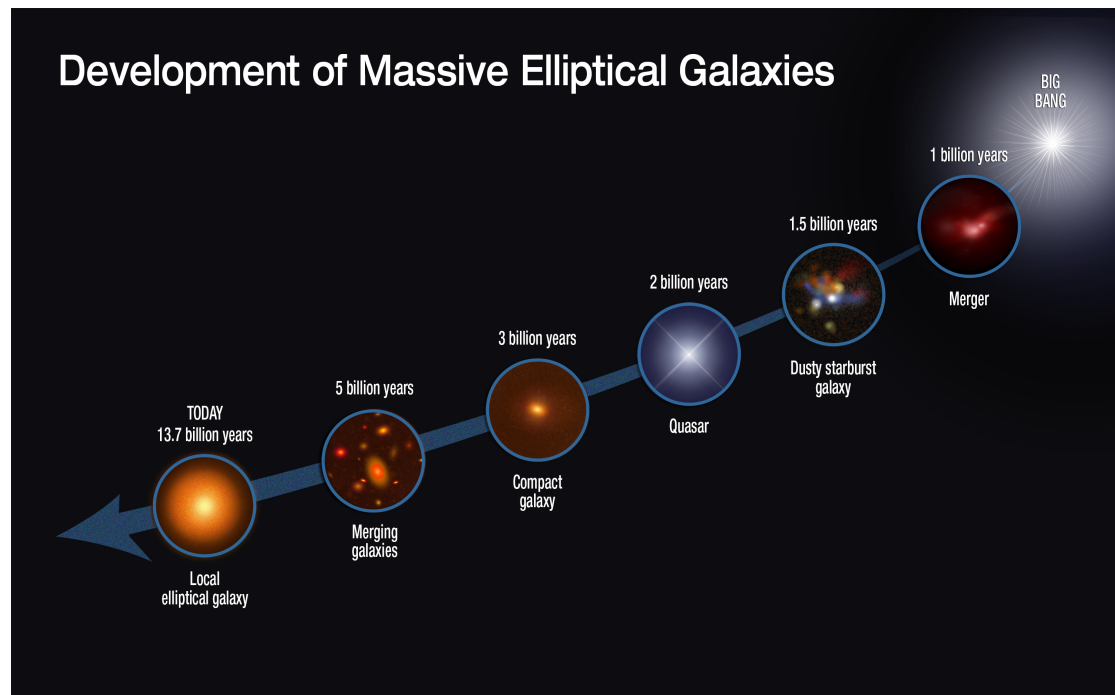 Development of Massive Elliptical Galaxies
BIG
BANG
1 billion years
Merger
1.5 billion years
Dusty starburst
galaxy
2 billion years
Quasar
3 billion years
Compact
galaxy
5 billion years
Merging
galaxies
TODAY
13.7 billion years
Local
elliptical galaxy